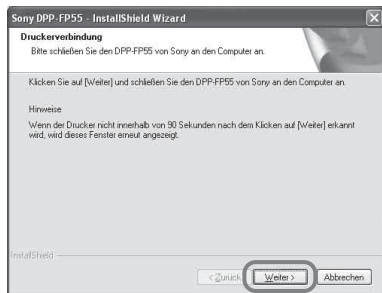 Sony DPP-FP55 - InstallShield Wizard
Druckerverbindung
Bitte schließen Sie den DPP-FP55 von Sony an den Computer an.
Klicken Sie auf [Weiter] und schließen Sie den DPP-FP55 von Sony an den Computer an.
Hinweise
Wenn der Drucker nicht innerhalb von 90 Sekunden nach dem Klicken auf [Weiter] erkannt
wird, wird dieses Fenster erneut angezeigt.
InstallShield
< Zurück Weiter > Abbrechen